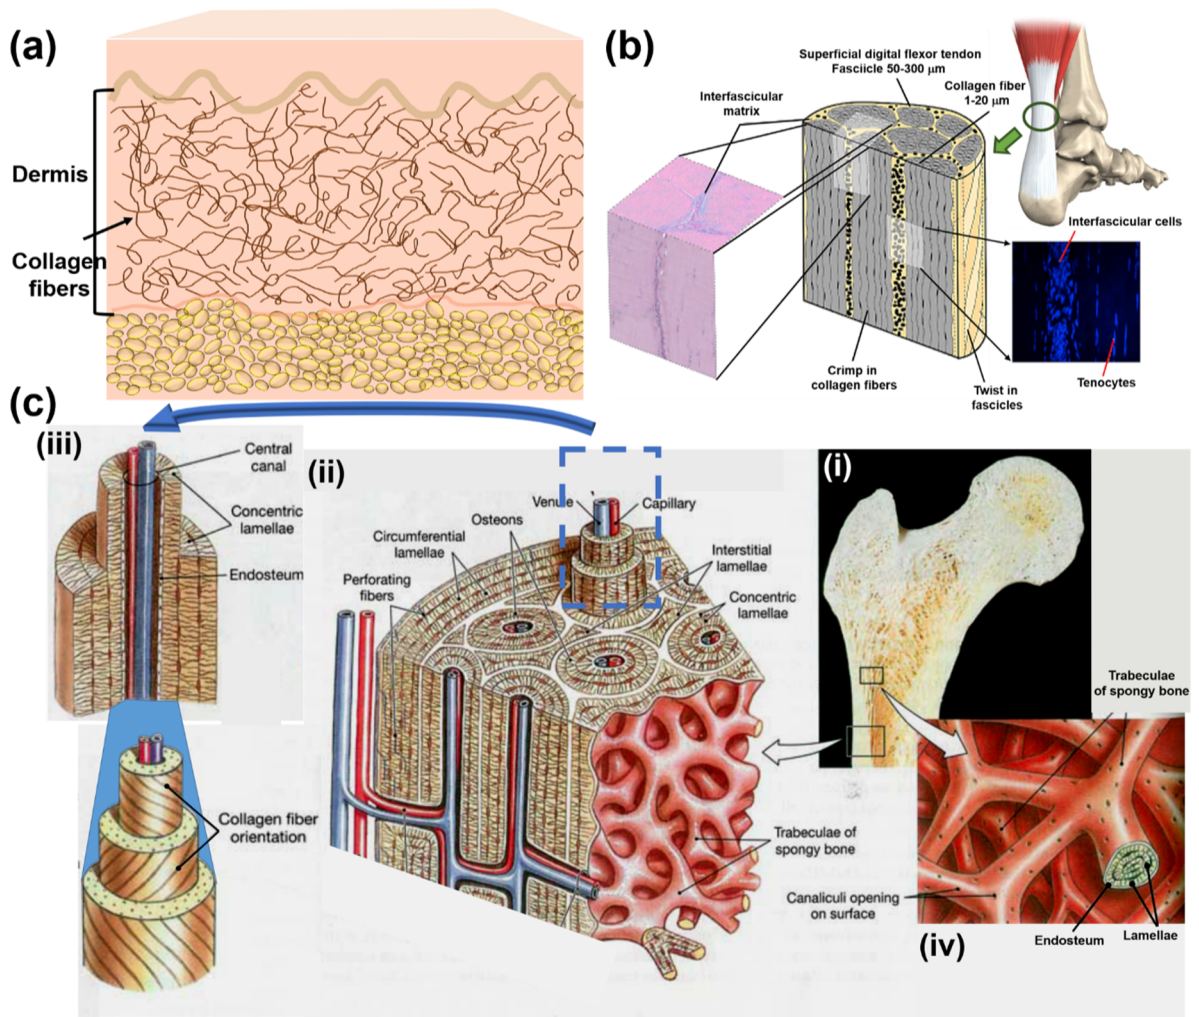 (a)
Dermis
Collagen
fibers
(b)
Superficial digital flexor tendon
Fasciicle 50-300 μm
Collagen fiber
1-20 μm
Interfascicular
matrix
Interfascicular cells
Crimp in
collagen fibers
Twist in
fascicles
Tenocytes
(c)
(iii)
Central
canal
Concentric
lamellae
Endosteum
Collagen fiber
orientation
(ii)
Venule
Capillary
Osteons
Circumferential
lamellae
Perforating
fibers
Interstitial
lamellae
Concentric
lamellae
Trabeculae of
spongy bone
(i)
Trabeculae
of spongy bone
Canaliculi opening
on surface
Endosteum
Lamellae
(iv)